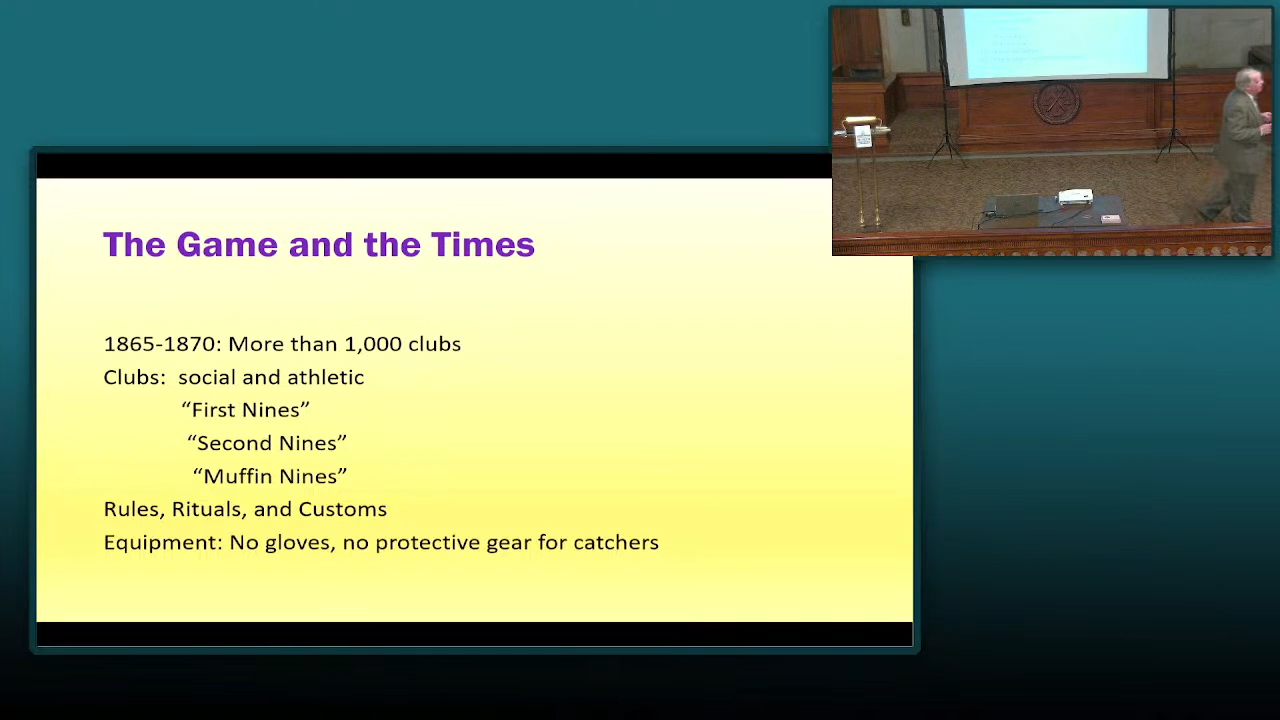 The Game and the Times
1865-1870: More than 1,000 clubs
Clubs: social and athletic
“First Nines”
“Second Nines”
“Muffin Nines”
Rules, Rituals, and Customs
Equipment: No gloves, no protective gear for catchers